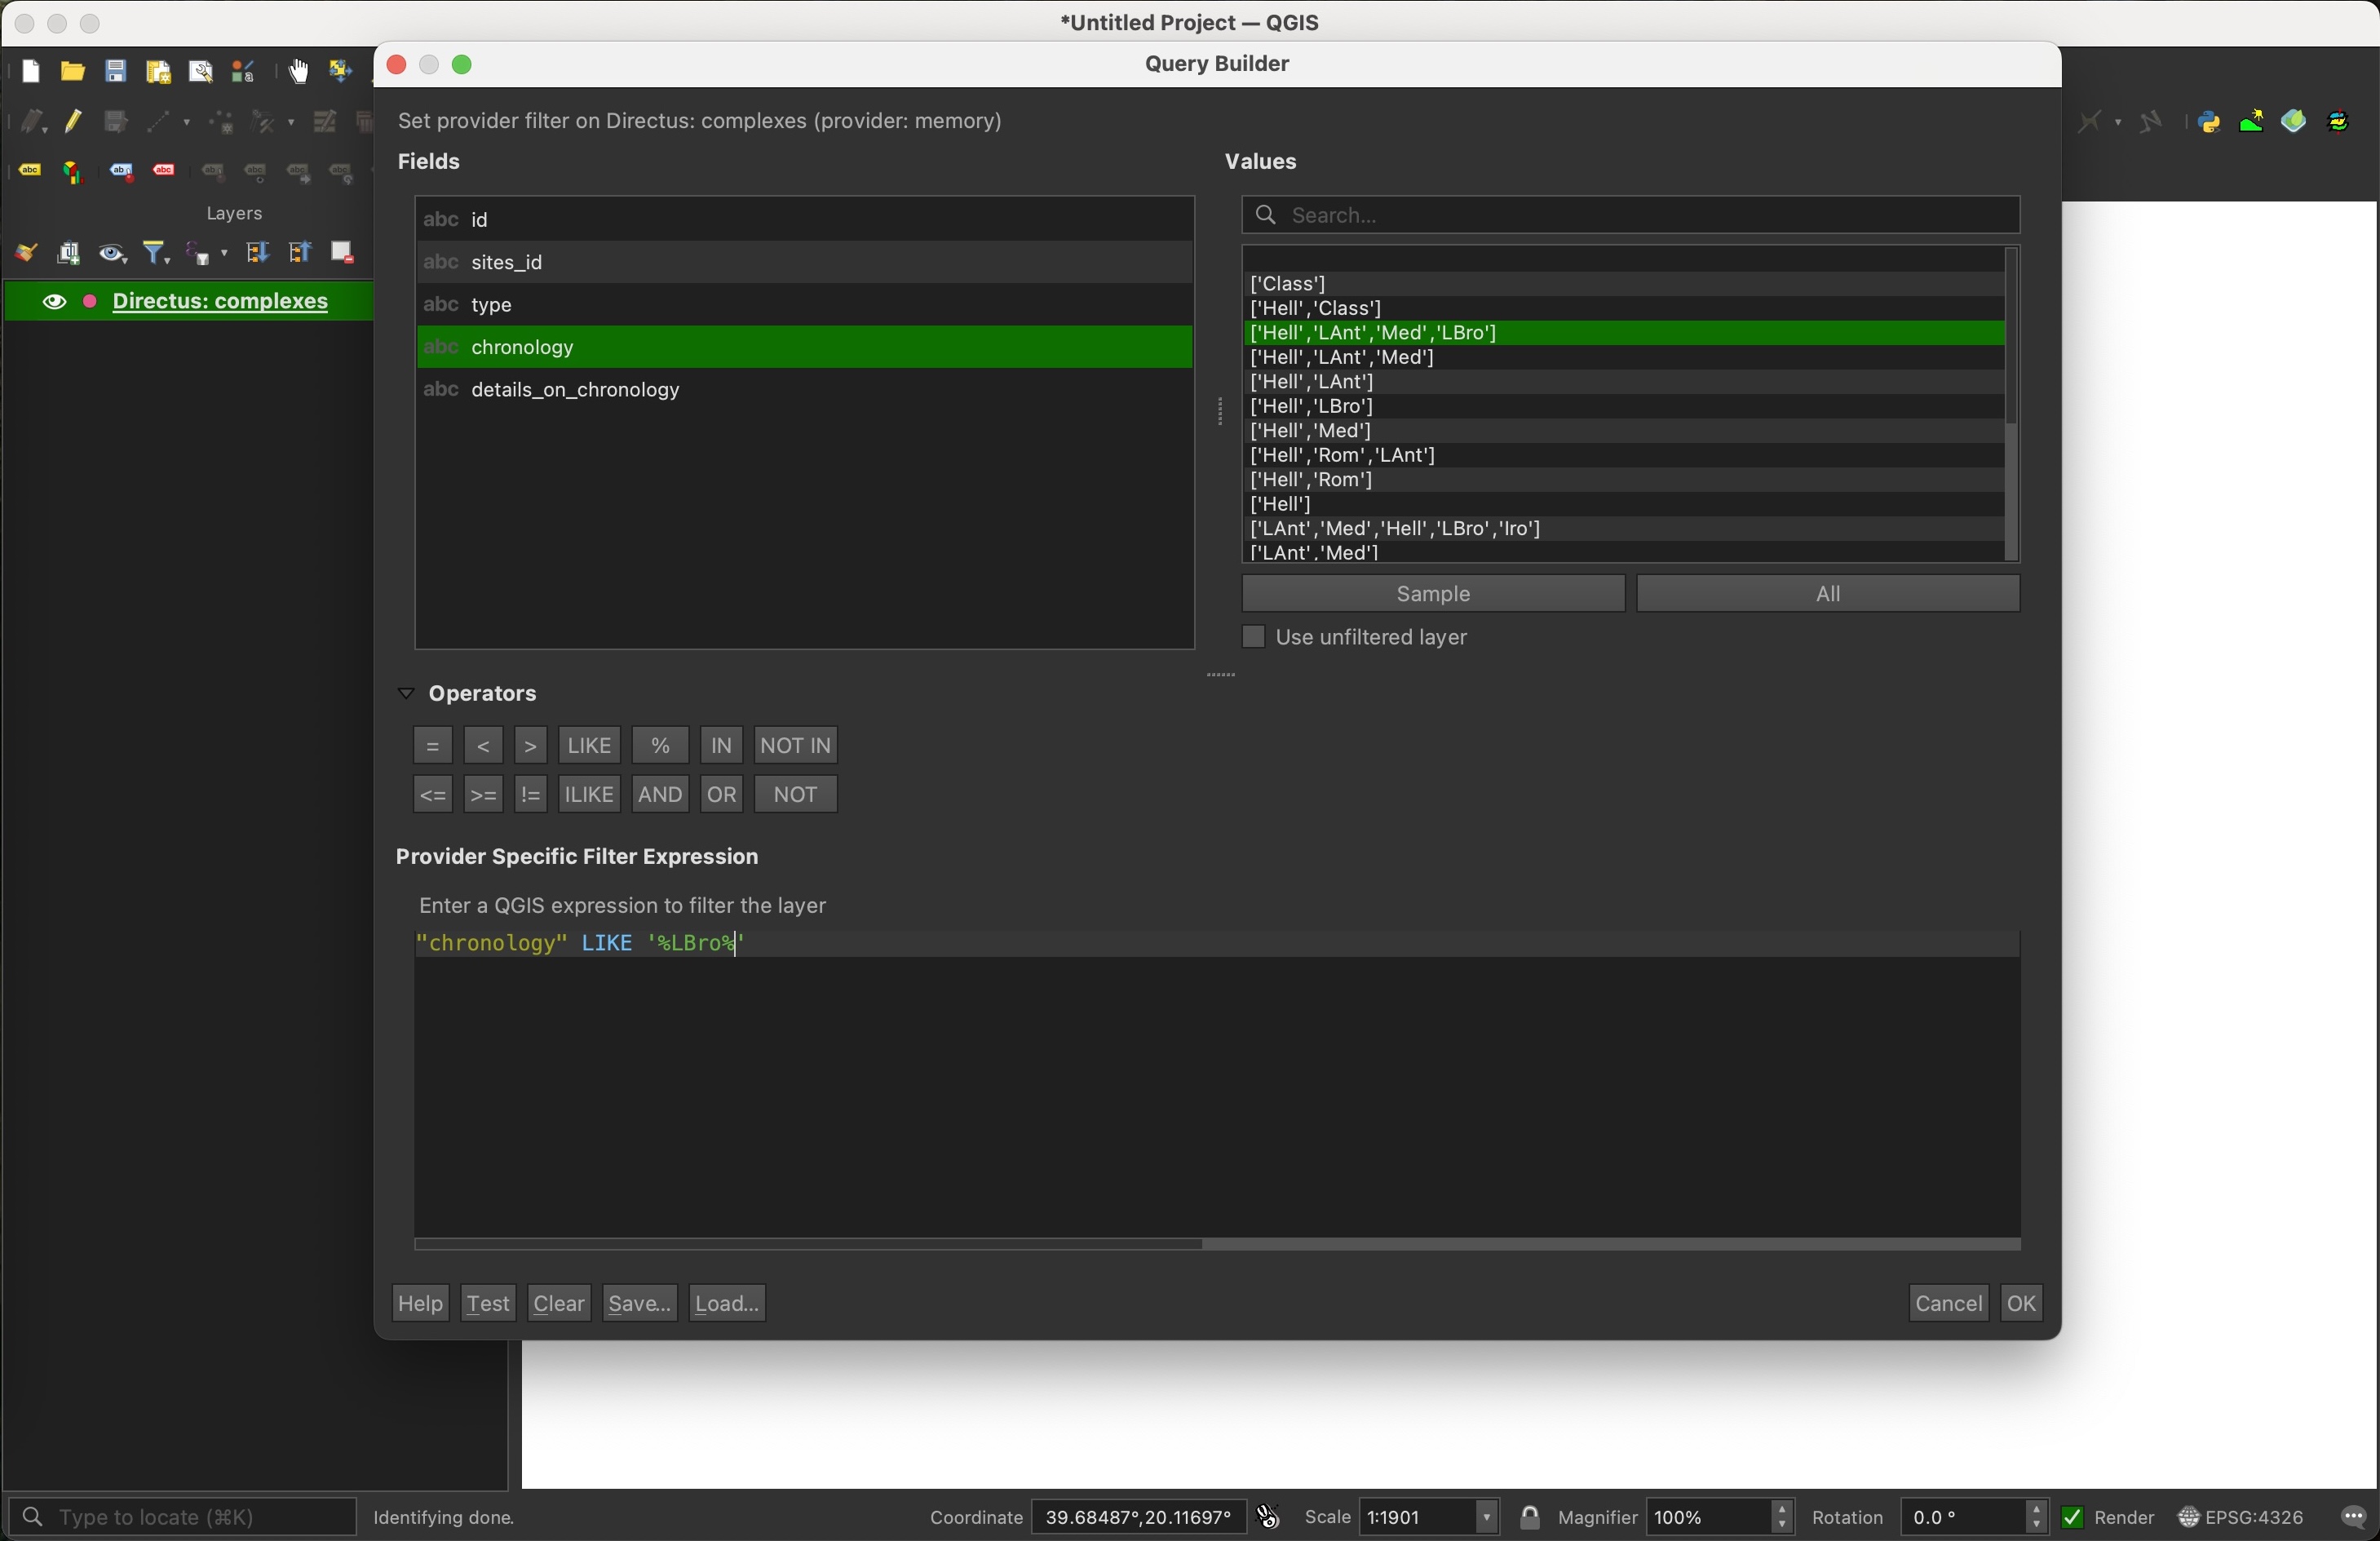 *Untitled Project — QGIS
Query Builder
Set provider filter on Directus: complexes (provider: memory)
Fields
Values
abc id
abc sites_id
abc type
abc chronology
abc details_on_chronology
Search...
['Class']
['Hell','Class']
['Hell','LAnt','Med','LBro']
['Hell','LAnt','Med']
['Hell','LAnt']
['Hell','LBro']
['Hell','Med']
['Hell','Rom','LAnt']
['Hell','Rom']
['Hell']
['LAnt','Med','Hell','LBro','Iro']
['LAnt','Med']
Sample
All
Use unfiltered layer
Layers
Directus: complexes
Operators
= < > LIKE % IN NOT IN
<= >= != ILIKE AND OR NOT
Provider Specific Filter Expression
Enter a QGIS expression to filter the layer
"chronology" LIKE '%LBro%'
Help Test Clear Save... Load...
Cancel OK
Type to locate (⌘K)
Identifying done.
Coordinate 39.68487°,20.11697°
Scale 1:1901
Magnifier 100%
Rotation 0.0 °
Render
EPSG:4326